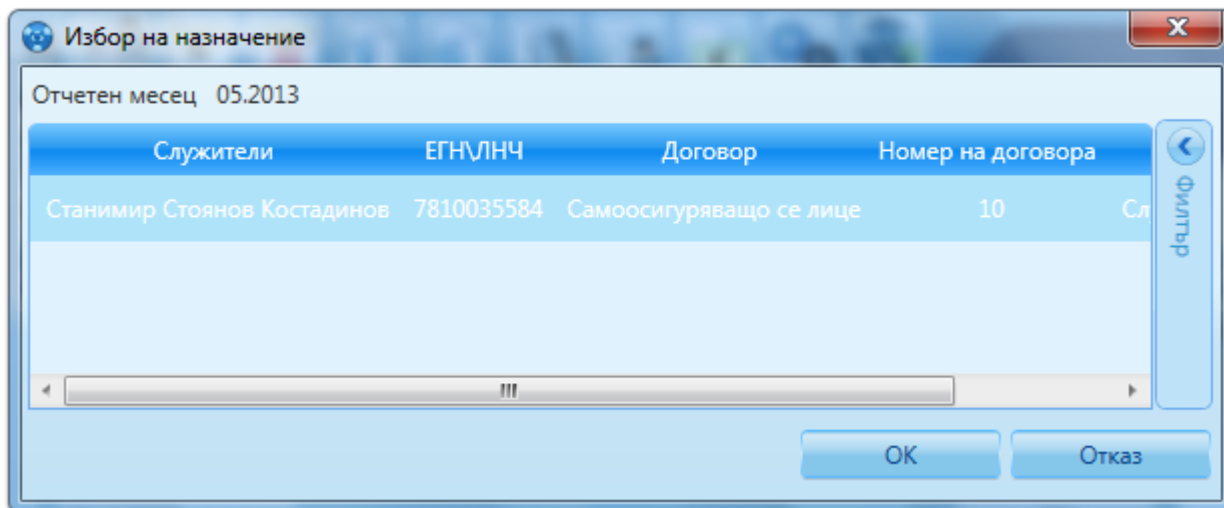 Избор на назначение
Отчетен месец 05.2013
Служители ЕГН\ЛНЧ Договор Номер на договора
Станимир Стоянов Костадинов 7810035584 Самоосигуряващо се лице 10 Сл
Филтър
OK Отказ